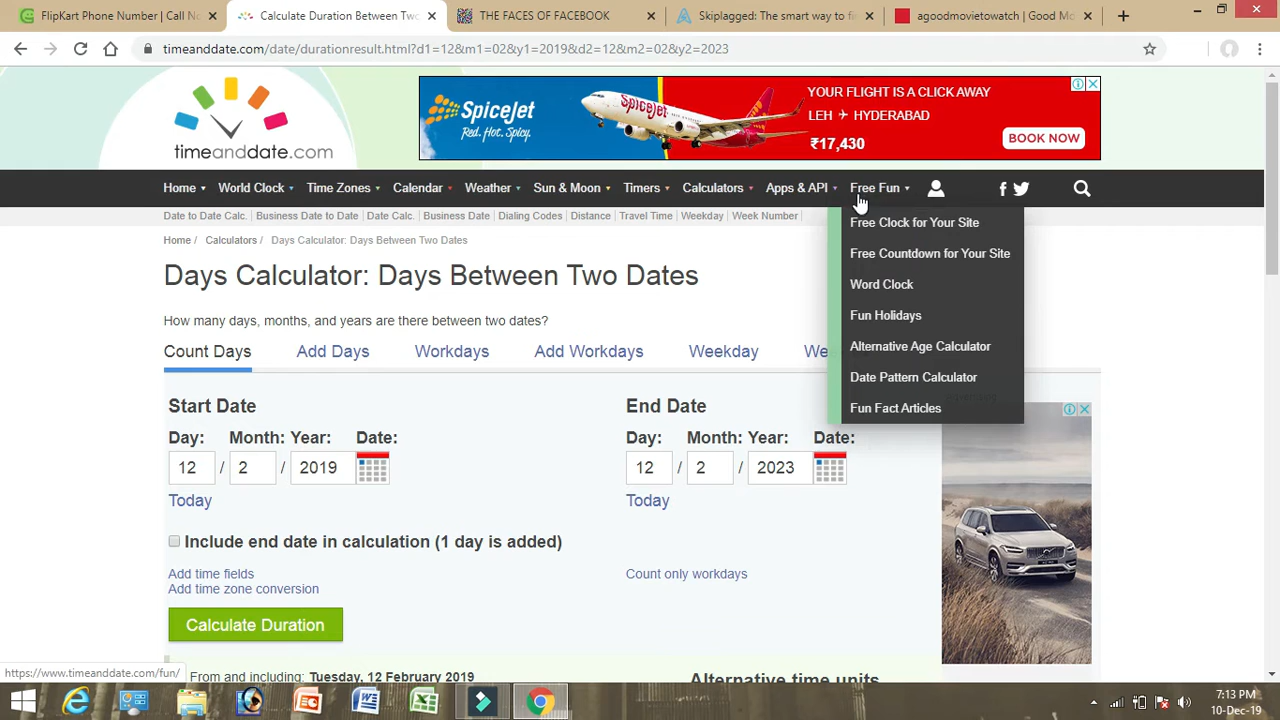 FlipKart Phone Number | Call No
Calculate Duration Between Two
THE FACES OF FACEBOOK
Skiplagged: The smart way to fi
agoodmovietowatch | Good Mo
timeanddate.com/date/durationresult.html?d1=12&m1=02&y1=2019&d2=12&m2=02&y2=2023
timeanddate.com
SpiceJet
Red. Hot. Spicy.
YOUR FLIGHT IS A CLICK AWAY
LEH ✈ HYDERABAD
₹17,430
BOOK NOW
Home World Clock Time Zones Calendar Weather Sun & Moon Timers Calculators Apps & API Free Fun
Date to Date Calc. | Business Date to Date | Date Calc. | Business Date | Dialing Codes | Distance | Travel Time | Weekday | Week Number |
Free Clock for Your Site
Free Countdown for Your Site
Word Clock
Fun Holidays
Alternative Age Calculator
Date Pattern Calculator
Fun Fact Articles
Home / Calculators / Days Calculator: Days Between Two Dates
Days Calculator: Days Between Two Dates
How many days, months, and years are there between two dates?
Count Days Add Days Workdays Add Workdays Weekday
Start Date
Day: Month: Year: Date:
12 / 2 / 2019
Today
End Date
Day: Month: Year: Date:
12 / 2 / 2023
Today
Include end date in calculation (1 day is added)
Add time fields
Add time zone conversion
Count only workdays
Calculate Duration
From and including: Tuesday, 12 February 2019
Alternative time units
https://www.timeanddate.com/fun/
7:13 PM
10-Dec-19